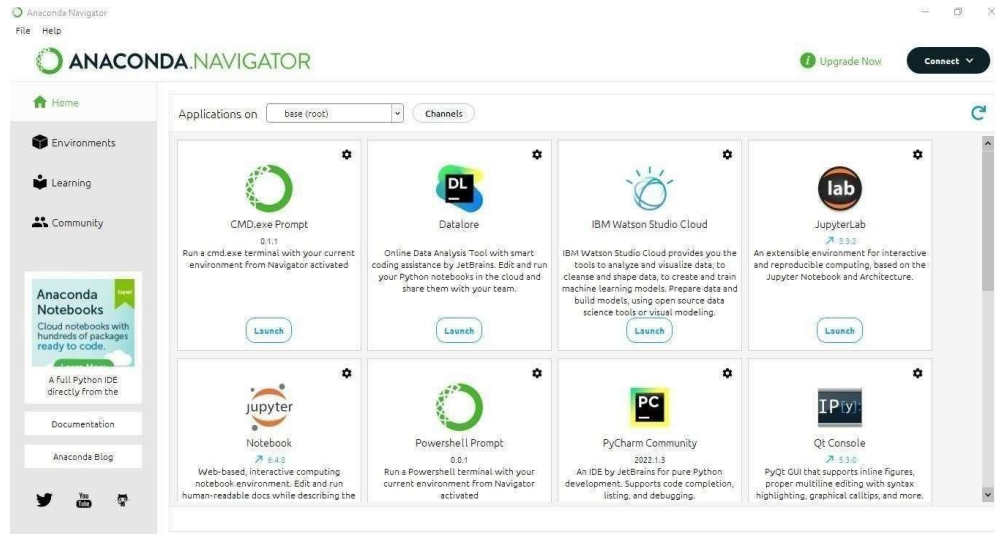 Anaconda Navigator
File Help
ANACONDA.NAVIGATOR
Upgrade Now
Connect
Home
Environments
Learning
Community
Anaconda
Notebooks
Cloud notebooks with
hundreds of packages
ready to code.
A full Python IDE
directly from the
Documentation
Anaconda Blog
You
Tube
Applications on base (root) Channels
CMD.exe Prompt
0.1.1
Run a cmd.exe terminal with your current
environment from Navigator activated
Launch
DL
Datalore
Online Data Analysis Tool with smart
coding assistance by JetBrains. Edit and run
your Python notebooks in the cloud and
share them with your team.
Launch
IBM Watson Studio Cloud
IBM Watson Studio Cloud provides you the
tools to analyze and visualize data, to
cleanse and shape data, to create and train
machine learning models. Prepare data and
build models, using open source data
science tools or visual modeling.
Launch
lab
JupyterLab
3.3.2
An extensible environment for interactive
and reproducible computing, based on the
Jupyter Notebook and Architecture.
Launch
jupyter
Notebook
6.4.8
Web-based, interactive computing
notebook environment. Edit and run
human-readable docs while describing the
Powershell Prompt
0.0.1
Run a Powershell terminal with your
current environment from Navigator
activated
PC
PyCharm Community
2022.1.3
An IDE by JetBrains for pure Python
development. Supports code completion,
listing, and debugging.
IP[y]:
Qt Console
5.3.0
PyQt GUI that supports inline figures,
proper multiline editing with syntax
highlighting, graphical calltips, and more.